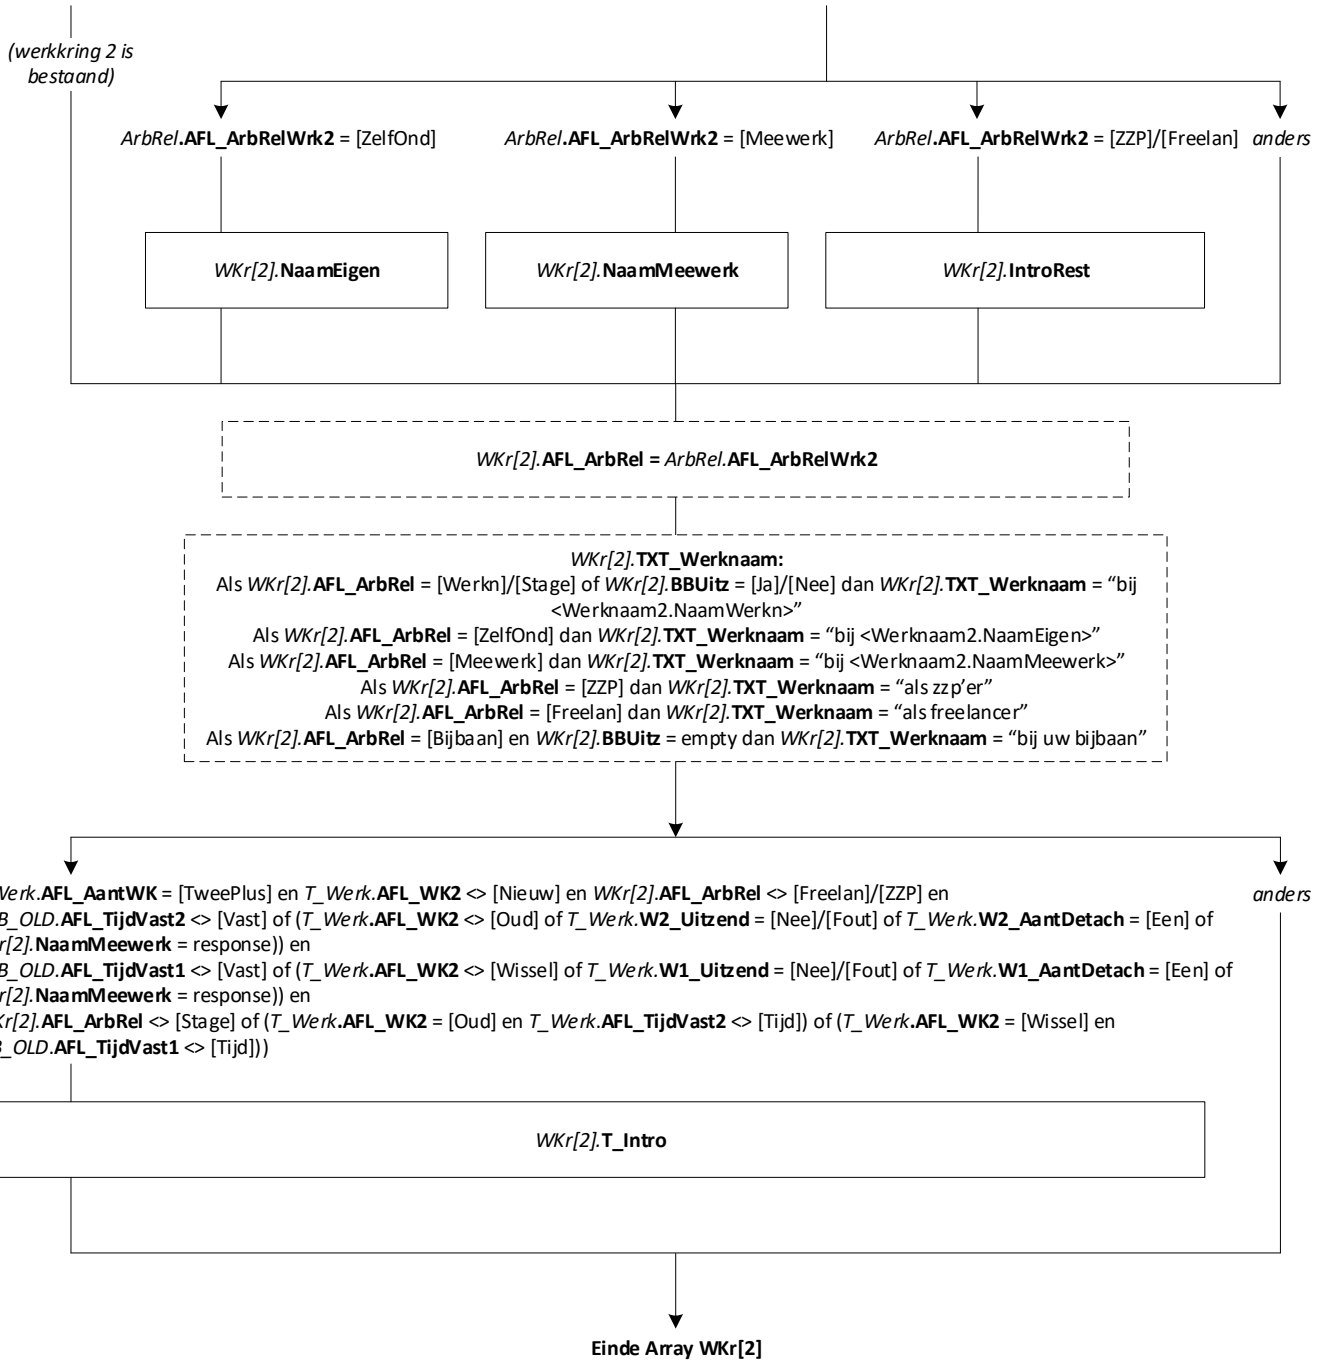 (werkkring 2 is
bestaand)
ArbRel.AFL_ArbRelWrk2 = [ZelfOnd]
ArbRel.AFL_ArbRelWrk2 = [Meewerk]
ArbRel.AFL_ArbRelWrk2 = [ZZP]/[Freelan]
anders
WKr[2].NaamEigen
WKr[2].NaamMeewerk
WKr[2].IntroRest
WKr[2].AFL_ArbRel = ArbRel.AFL_ArbRelWrk2
WKr[2].TXT_Werknaam:
Als WKr[2].AFL_ArbRel = [Werkn]/[Stage] of WKr[2].BBUitz = [Ja]/[Nee] dan WKr[2].TXT_Werknaam = “bij
<Werknaam2.NaamWerkn>”
Als WKr[2].AFL_ArbRel = [ZelfOnd] dan WKr[2].TXT_Werknaam = “bij <Werknaam2.NaamEigen>”
Als WKr[2].AFL_ArbRel = [Meewerk] dan WKr[2].TXT_Werknaam = “bij <Werknaam2.NaamMeewerk>”
Als WKr[2].AFL_ArbRel = [ZZP] dan WKr[2].TXT_Werknaam = “als zzp’er”
Als WKr[2].AFL_ArbRel = [Freelan] dan WKr[2].TXT_Werknaam = “als freelancer”
Als WKr[2].AFL_ArbRel = [Bijbaan] en WKr[2].BBUitz = empty dan WKr[2].TXT_Werknaam = “bij uw bijbaan”
Werk.AFL_AantWK = [TweePlus] en T_Werk.AFL_WK2 <> [Nieuw] en WKr[2].AFL_ArbRel <> [Freelan]/[ZZP] en
B_OLD.AFL_TijdVast2 <> [Vast] of (T_Werk.AFL_WK2 <> [Oud] of T_Werk.W2_Uitzend = [Nee]/[Fout] of T_Werk.W2_AantDetach = [Een] of
r[2].NaamMeewerk = response)) en
B_OLD.AFL_TijdVast1 <> [Vast] of (T_Werk.AFL_WK2 <> [Wissel] of T_Werk.W1_Uitzend = [Nee]/[Fout] of T_Werk.W1_AantDetach = [Een] of
r[2].NaamMeewerk = response)) en
Kr[2].AFL_ArbRel <> [Stage] of (T_Werk.AFL_WK2 = [Oud] en T_Werk.AFL_TijdVast2 <> [Tijd]) of (T_Werk.AFL_WK2 = [Wissel] en
B_OLD.AFL_TijdVast1 <> [Tijd]))
anders
WKr[2].T_Intro
Einde Array WKr[2]